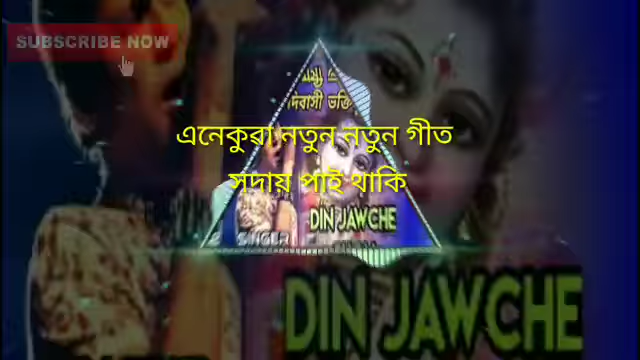 SUBSCRIBE NOW
ভক্তি
এনেকুৱা নতুন নতুন গীত
সদায় পাই থাকি
DIN JAWCHE
SINGER
DIN JAWCHE